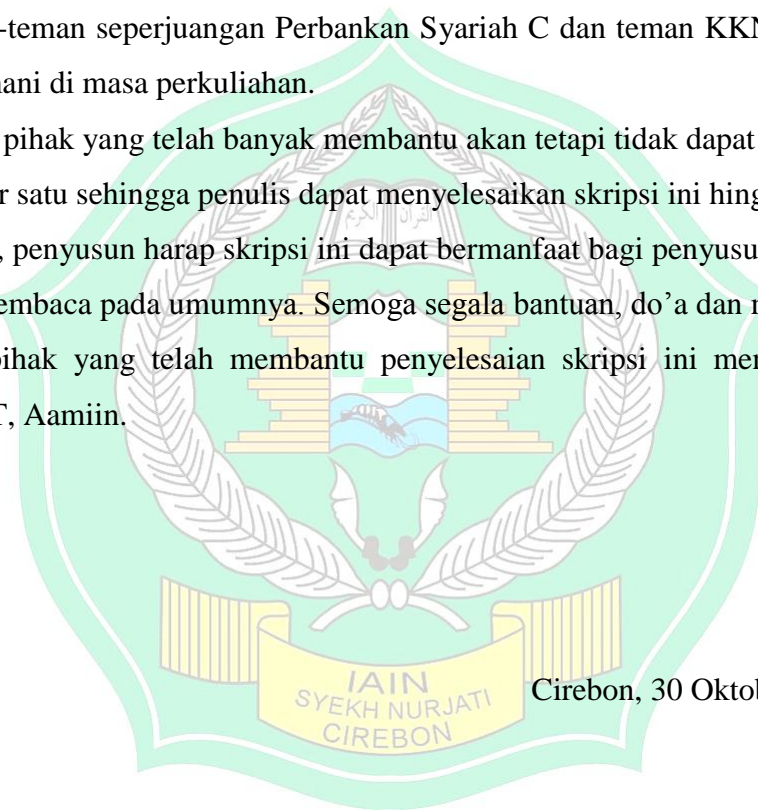 -teman seperjuangan Perbankan Syariah C dan teman KKN
ani di masa perkuliahan.
pihak yang telah banyak membantu akan tetapi tidak dapat
r satu sehingga penulis dapat menyelesaikan skripsi ini hing
, penyusun harap skripsi ini dapat bermanfaat bagi penyusu
embaca pada umumnya. Semoga segala bantuan, do’a dan
pihak yang telah membantu penyelesaian skripsi ini mer
, Aamiin.
القرآن الكريم
Cirebon, 30 Oktob
IAIN
SYEKH NURJATI
CIREBON